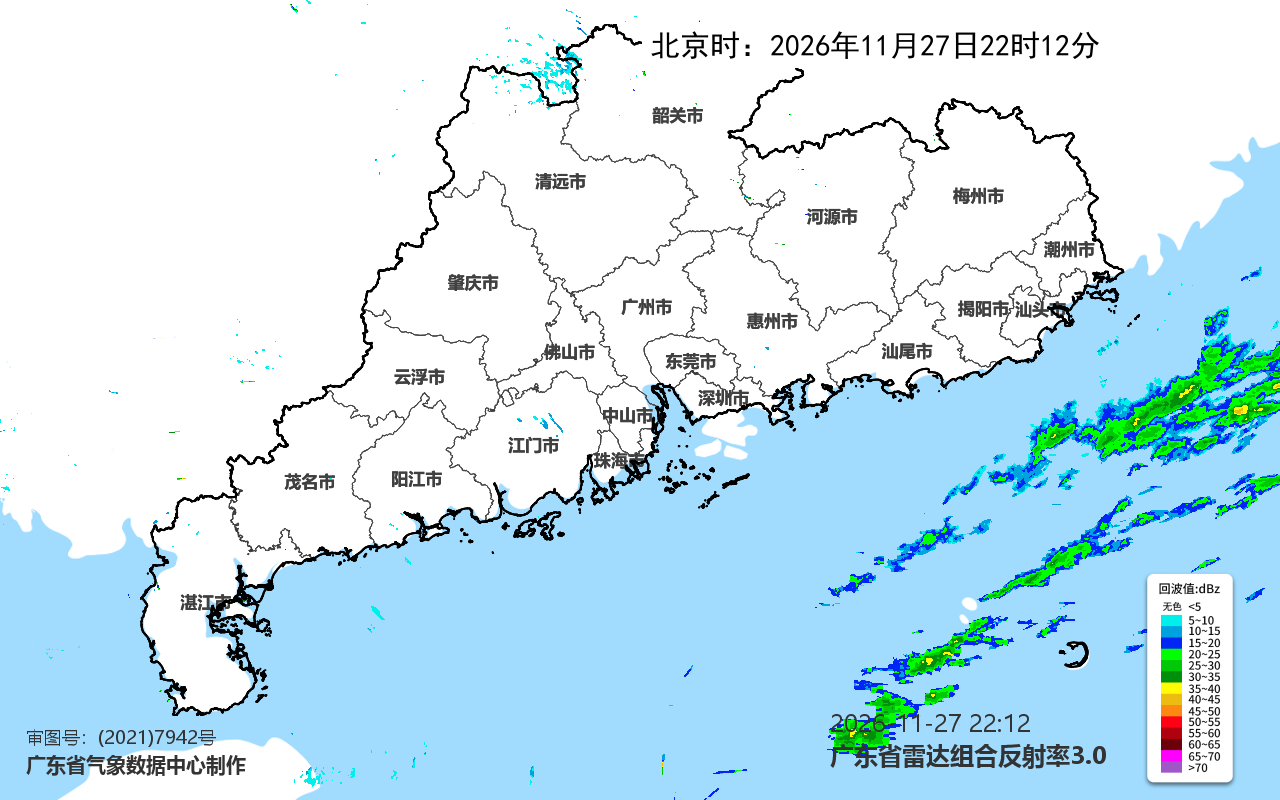 北京时：2026年11月27日22时12分
韶关市
清远市
梅州市
河源市
潮州市
肇庆市
广州市
揭阳市
汕头市
惠州市
佛山市
汕尾市
东莞市
云浮市
深圳市
中山市
江门市
珠海市
茂名市
阳江市
湛江市
回波值:dBz
无色 <5
5~10
10~15
15~20
20~25
25~30
30~35
35~40
40~45
45~50
50~55
55~60
60~65
65~70
>70
2026-11-27 22:12
广东省雷达组合反射率3.0
审图号：(2021)7942号
广东省气象数据中心制作